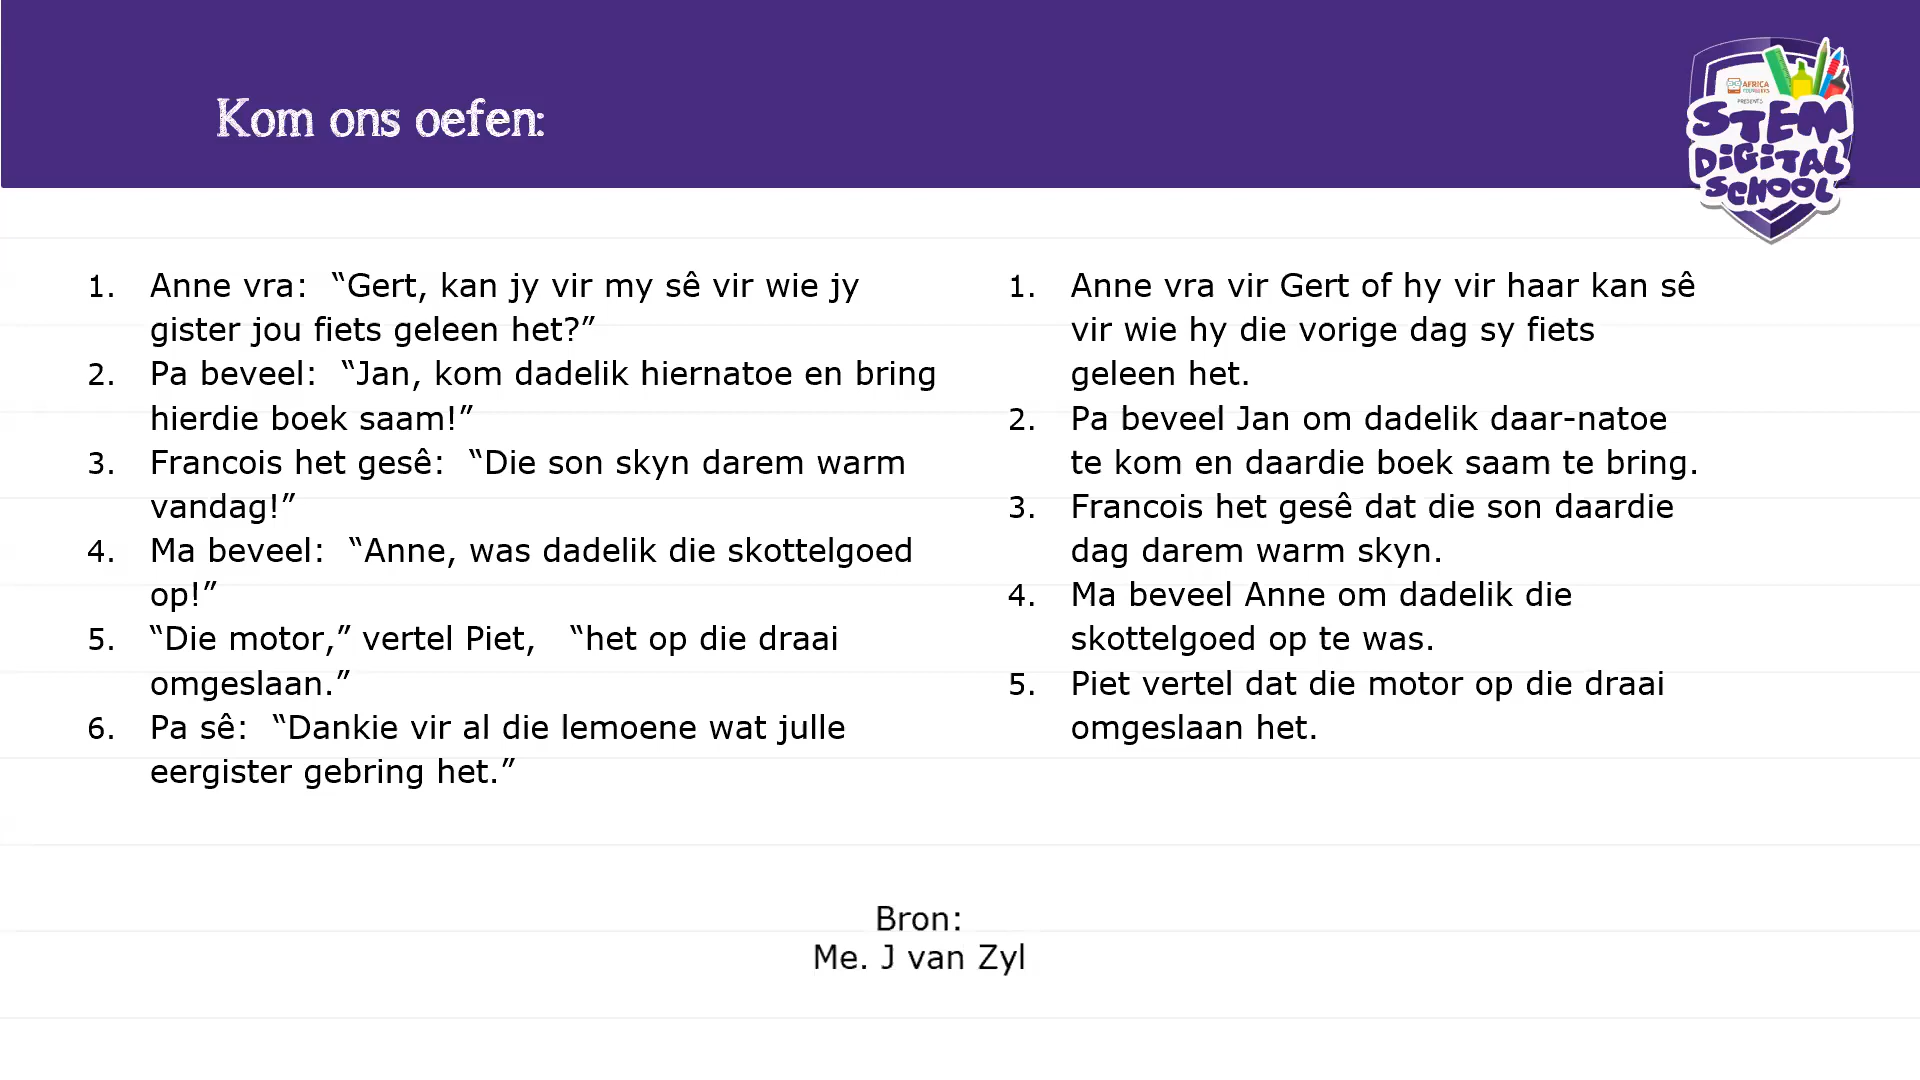 Kom ons oefen:
AFRICA
PRESENTS
STEM
DIGITAL
SCHOOL
1. Anne vra:  “Gert, kan jy vir my sê vir wie jy
gister jou fiets geleen het?”
2. Pa beveel:  “Jan, kom dadelik hiernatoe en bring
hierdie boek saam!”
3. Francois het gesê:  “Die son skyn darem warm
vandag!”
4. Ma beveel:  “Anne, was dadelik die skottelgoed
op!”
5. “Die motor,” vertel Piet,   “het op die draai
omgeslaan.”
6. Pa sê:  “Dankie vir al die lemoene wat julle
eergister gebring het.”
1. Anne vra vir Gert of hy vir haar kan sê
vir wie hy die vorige dag sy fiets
geleen het.
2. Pa beveel Jan om dadelik daar-natoe
te kom en daardie boek saam te bring.
3. Francois het gesê dat die son daardie
dag darem warm skyn.
4. Ma beveel Anne om dadelik die
skottelgoed op te was.
5. Piet vertel dat die motor op die draai
omgeslaan het.
Bron:
Me. J van Zyl